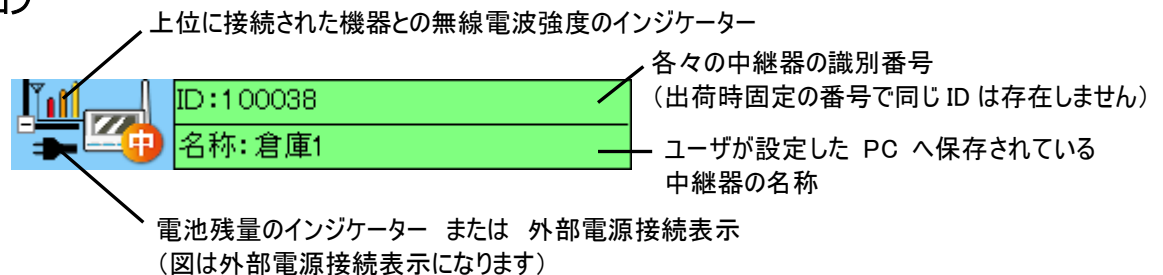 上位に接続された機器との無線電波強度のインジケーター
各々の中継器の識別番号
（出荷時固定の番号で同じ ID は存在しません）
ID:100038
名称:倉庫1
中
ユーザが設定した PC へ保存されている
中継器の名称
電池残量のインジケーター または 外部電源接続表示
（図は外部電源接続表示になります）